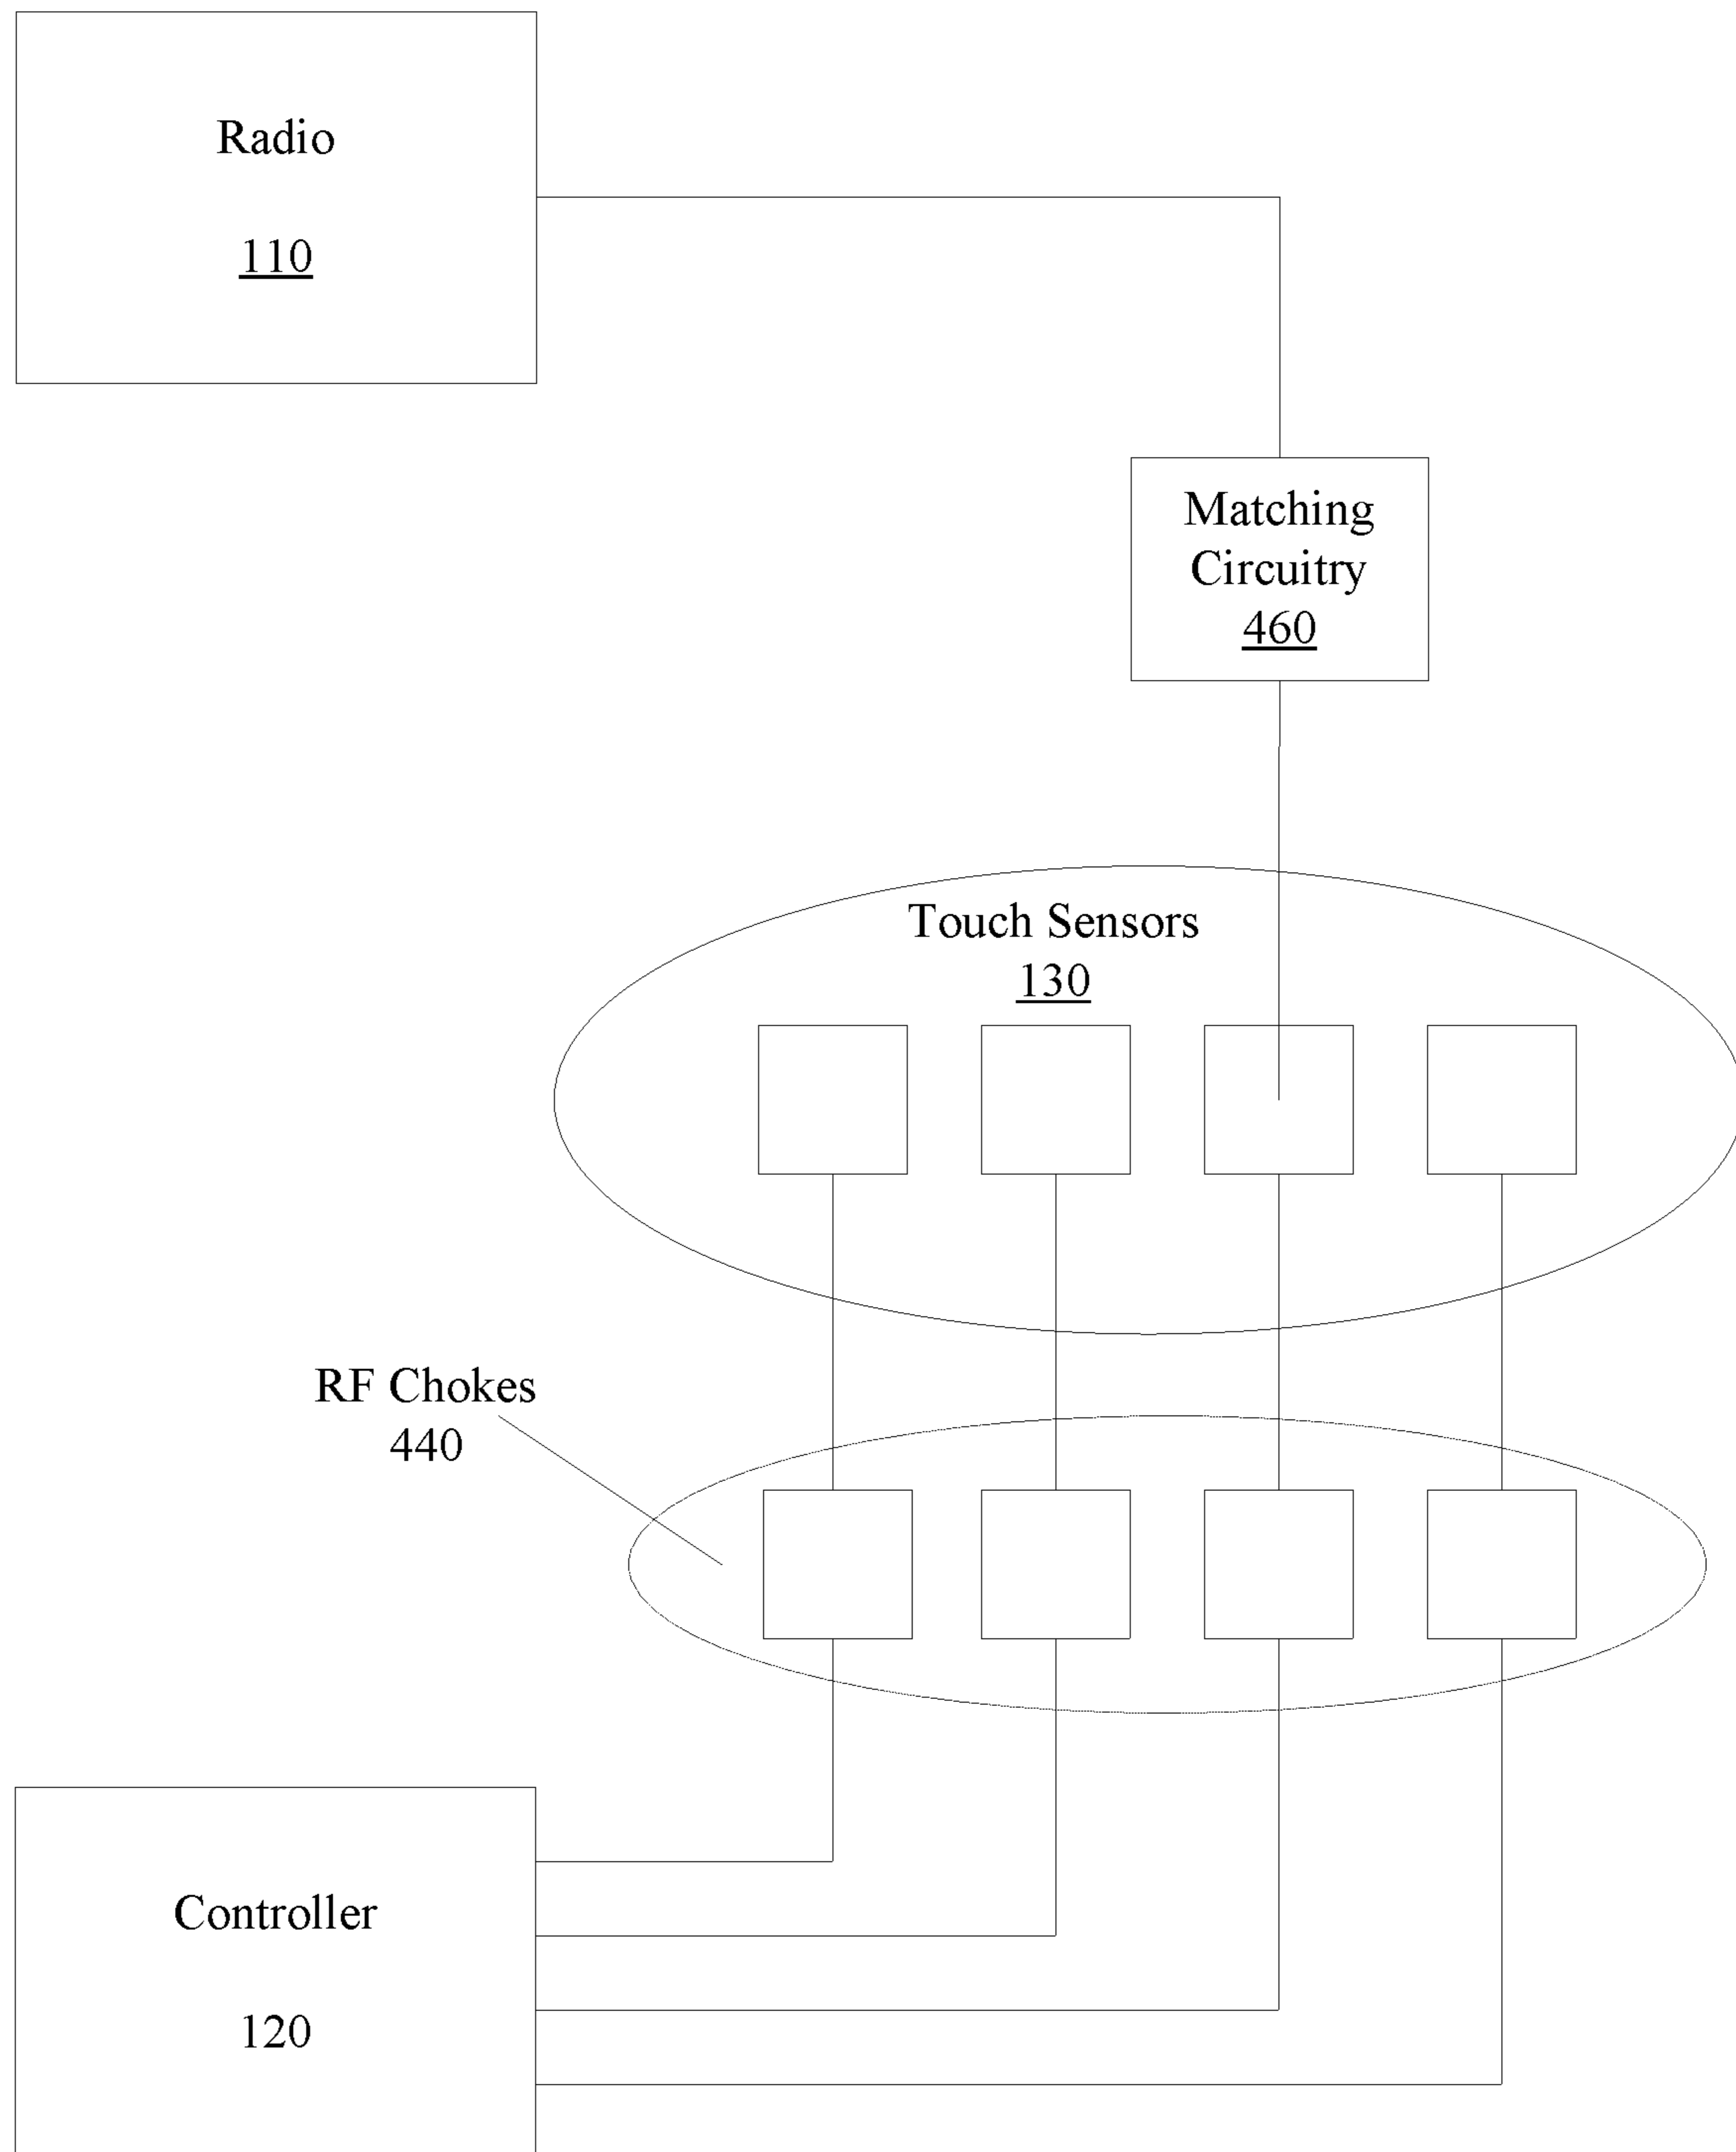 Radio
110
Matching
Circuitry
460
Touch Sensors
130
RF Chokes
440
Controller
120